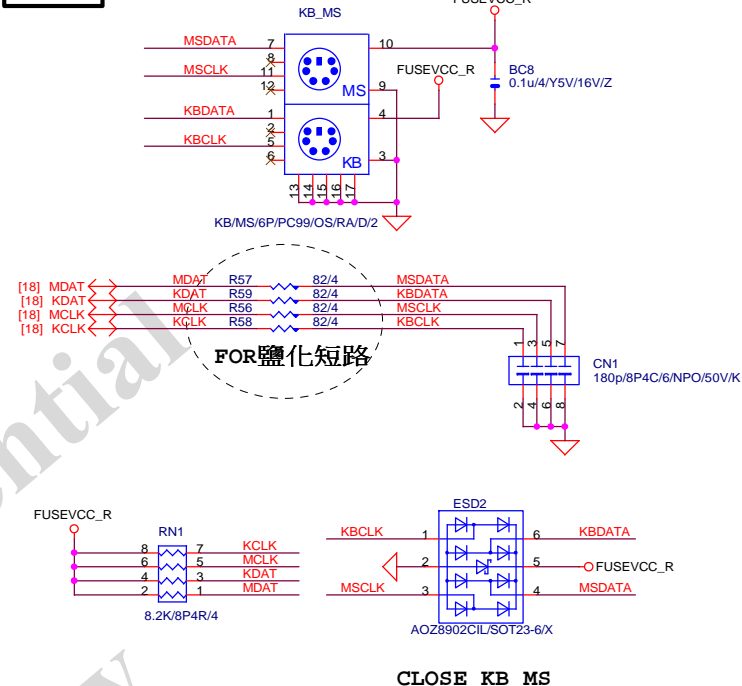 KB_MS
FUSEVCC_R
MSDATA 7 10
8
MSCLK 11 FUSEVCC_R BC8
0.1u/4/Y5V/16V/Z
12 MS 9
KBDATA 1 4
2
KBCLK 5
6 KB 3
13 14 15 16 17
KB/MS/6P/PC99/OS/RA/D/2
[18] MDAT MDAT R57 82/4 MSDATA
[18] KDAT KDAT R59 82/4 KBDATA
[18] MCLK MCLK R56 82/4 MSCLK
[18] KCLK KCLK R58 82/4 KBCLK
FOR鹽化短路
1 3 5 7
CN1
180p/8P4C/6/NPO/50V/K
2 4 6 8
ential
FUSEVCC_R
RN1
8 7 KCLK
6 5 MCLK
4 3 KDAT
2 1 MDAT
8.2K/8P4R/4
ESD2
KBCLK 1 6 KBDATA
2 5 FUSEVCC_R
MSCLK 3 4 MSDATA
AOZ8902CIL/SOT23-6/X
CLOSE KB MS